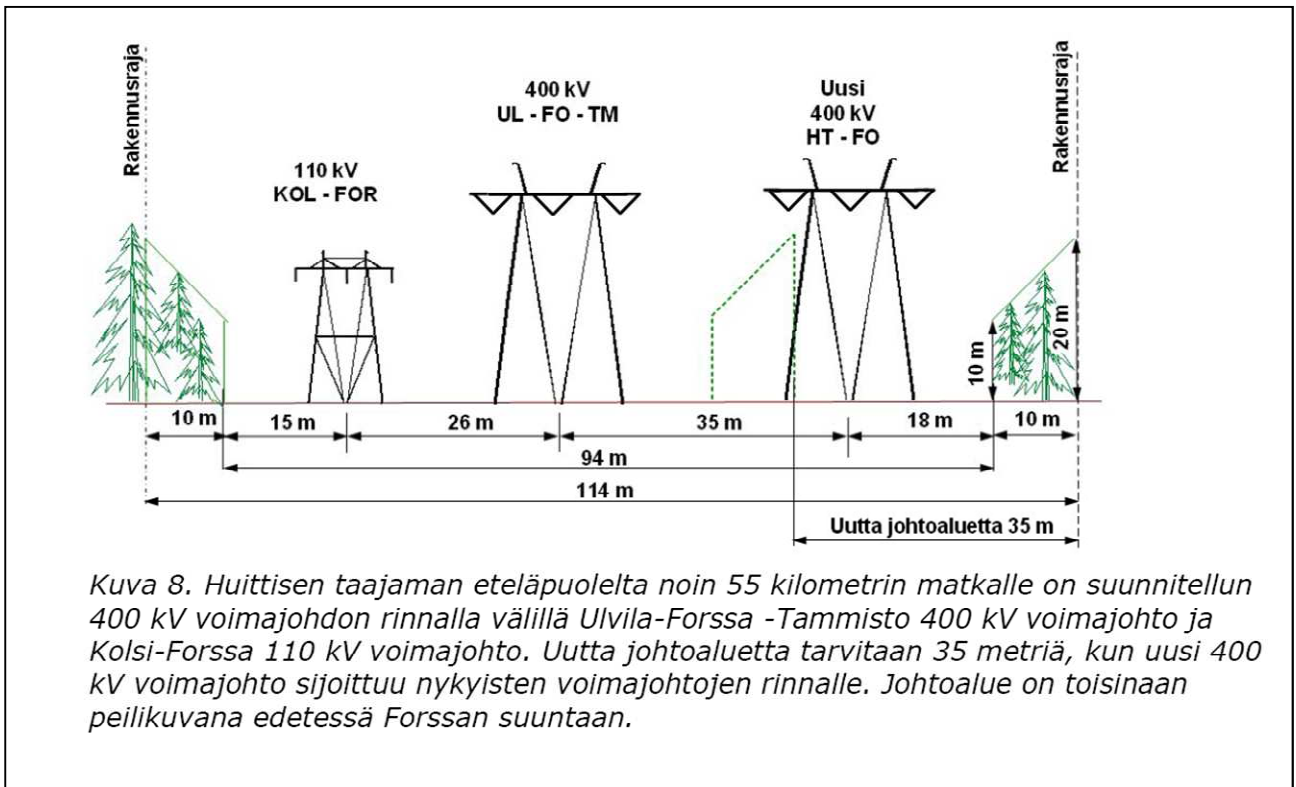 Rakennusraja
110 kV
KOL - FOR
400 kV
UL - FO - TM
Uusi
400 kV
HT - FO
Rakennusraja
10 m
20 m
10 m
15 m
26 m
35 m
18 m
10 m
94 m
114 m
Uutta johtoaluetta 35 m
Kuva 8. Huittisen taajaman eteläpuolelta noin 55 kilometrin matkalle on suunnitellun
400 kV voimajohdon rinnalla välillä Ulvila-Forssa -Tammisto 400 kV voimajohto ja
Kolsi-Forssa 110 kV voimajohto. Uutta johtoaluetta tarvitaan 35 metriä, kun uusi 400
kV voimajohto sijoittuu nykyisten voimajohtojen rinnalle. Johtoalue on toisinaan
peilikuvana edetessä Forssan suuntaan.